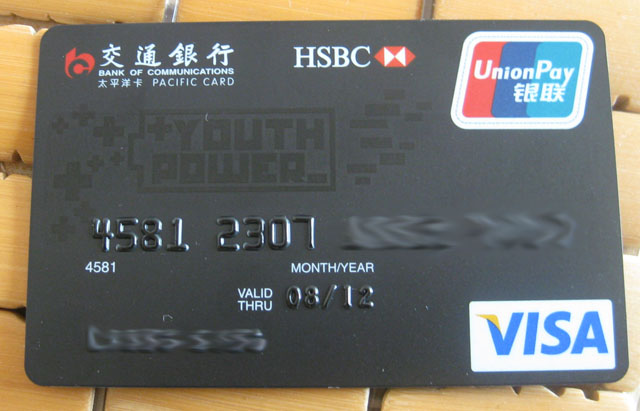 交通銀行
BANK OF COMMUNICATIONS
太平洋卡 PACIFIC CARD
HSBC
UnionPay
银联
YOUTH
POWER
4581 2307
4581
MONTH/YEAR
VALID
THRU 08/12
VISA